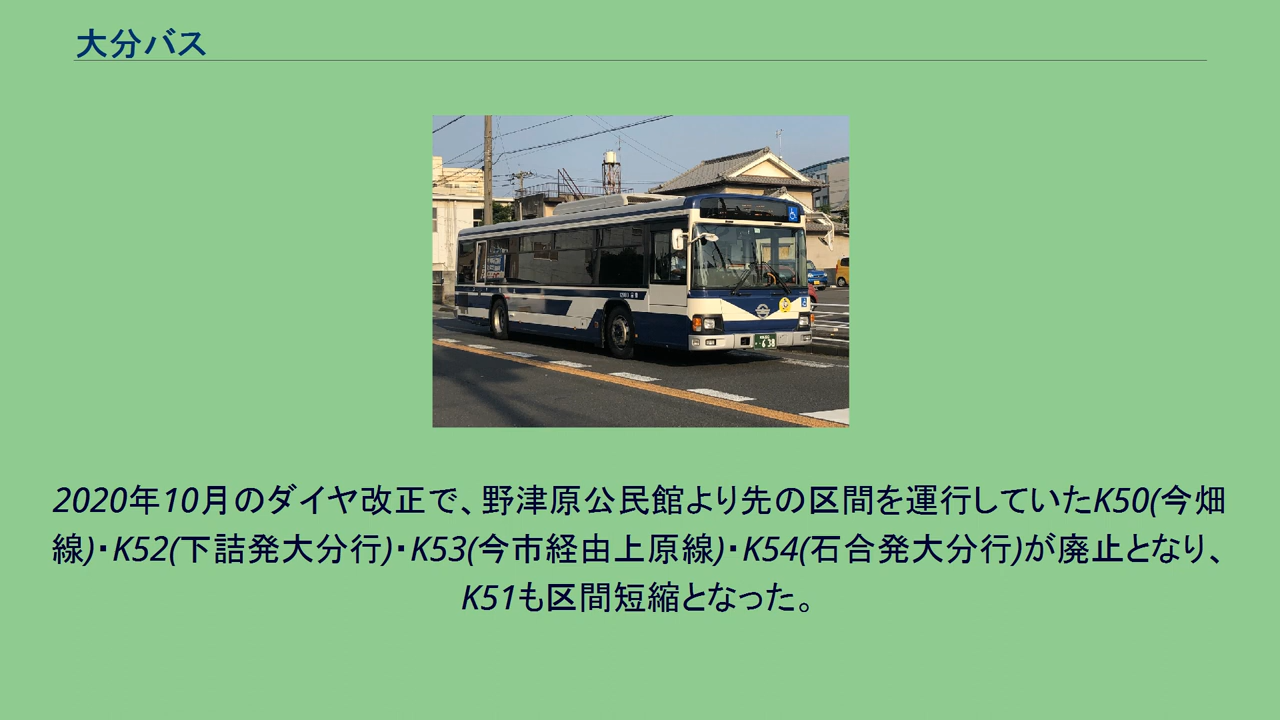 大分バス
638
2020年10月のダイヤ改正で、野津原公民館より先の区間を運行していたK50(今畑
線)・K52(下詰発大分行)・K53(今市経由上原線)・K54(石合発大分行)が廃止となり、
K51も区間短縮となった。